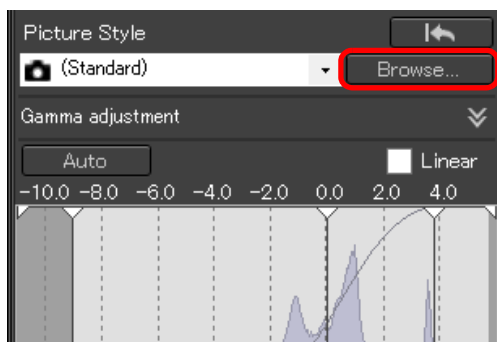 Picture Style
(Standard) Browse...
Gamma adjustment
Auto Linear
-10.0 -8.0 -6.0 -4.0 -2.0 0.0 2.0 4.0